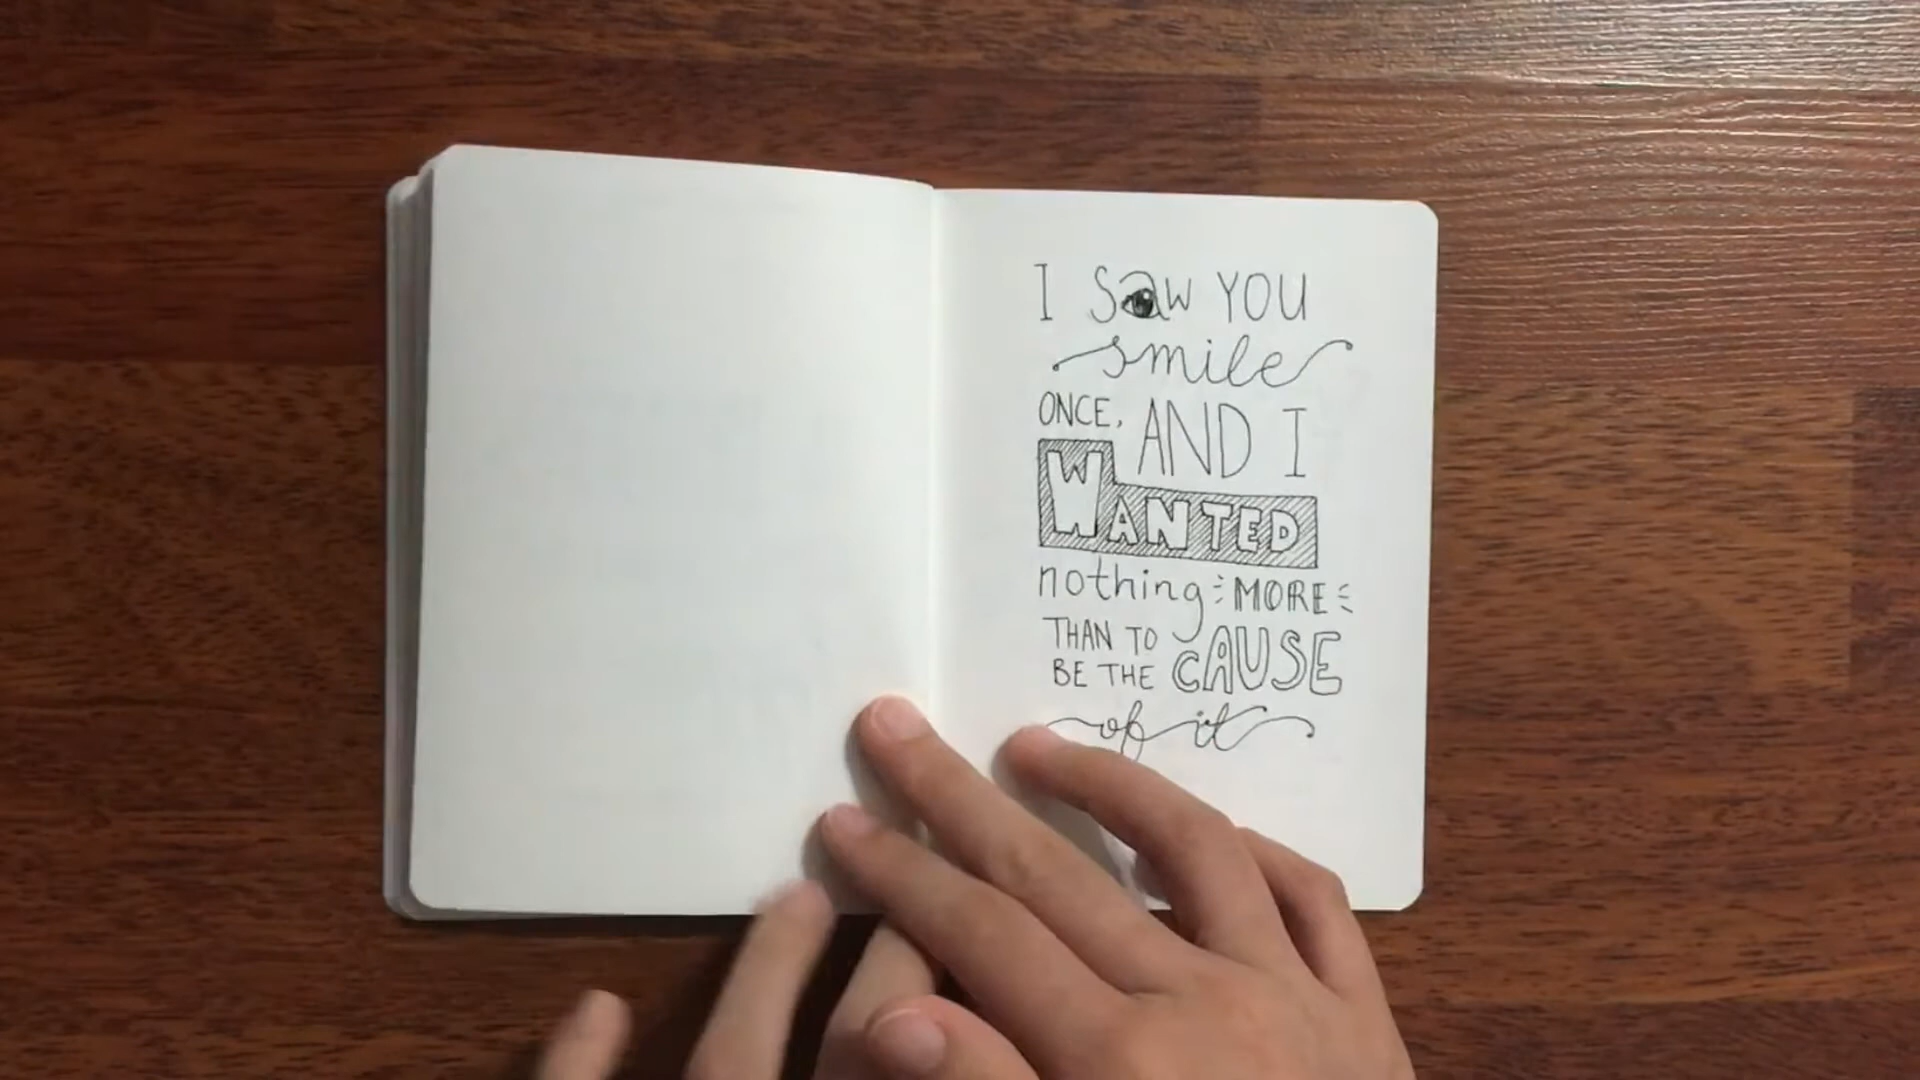 I SaW YOU
smile
ONCE, AND I
WANTED
nothing MORE
THAN TO
BE THE CAUSE
of it